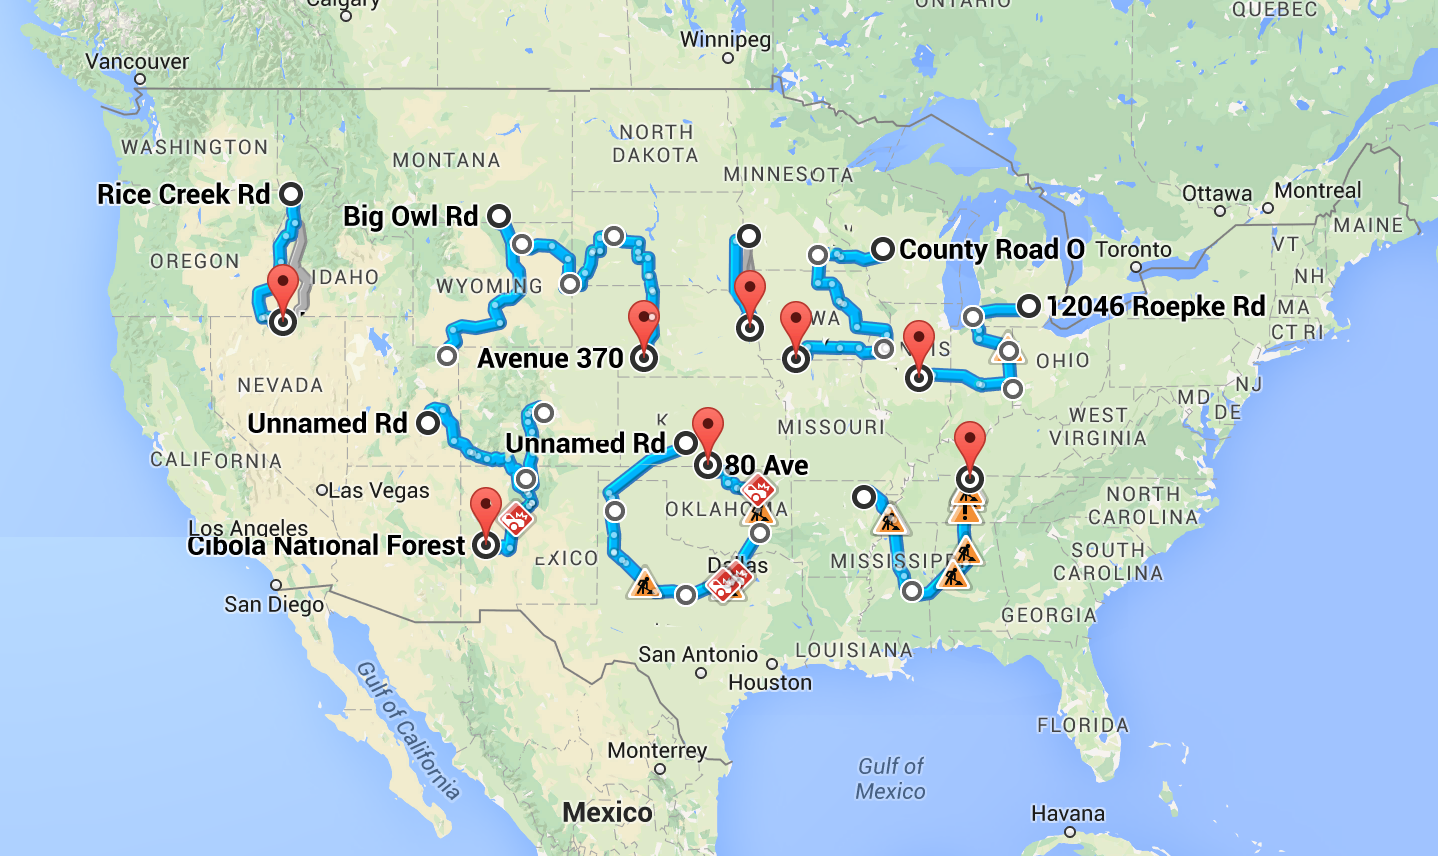 Calgary
ONTARIO
QUEBEC
Winnipeg
Vancouver
WASHINGTON
MONTANA
NORTH
DAKOTA
MINNESOTA
Ottawa
Montreal
MAINE
Rice Creek Rd
Big Owl Rd
County Road O
Toronto
VT
NH
OREGON
IDAHO
WYOMING
12046 Roepke Rd
MA
CT RI
WA
NIS
OHIO
Avenue 370
NEVADA
NJ
MD
DE
WEST
VIRGINIA
Unnamed Rd
Unnamed Rd
K
MISSOURI
CALIFORNIA
80 Ave
Las Vegas
OKLAHOMA
NORTH
CAROLINA
Los Angeles
Cibola National Forest
EXICO
Dallas
MISSISSIPP
SOUTH
CAROLINA
San Diego
GEORGIA
San Antonio
LOUISIANA
Houston
Gulf of California
FLORIDA
Monterrey
Gulf of
Mexico
Mexico
Havana